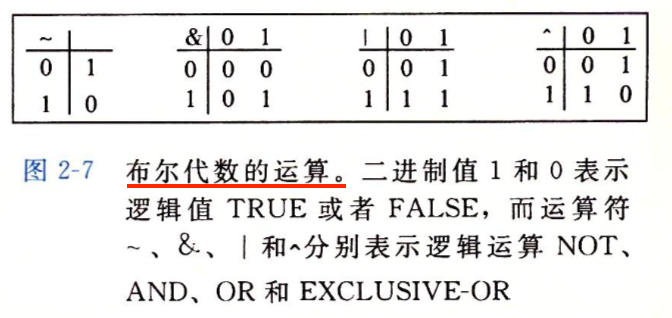 ~
0 1
1 0
& 0 1
0 0 0
1 0 1
| 0 1
0 0 1
1 1 1
^ 0 1
0 0 1
1 1 0
图 2-7 布尔代数的运算。二进制值 1 和 0 表示
逻辑值 TRUE 或者 FALSE，而运算符
~、&、| 和^分别表示逻辑运算 NOT、
AND、OR 和 EXCLUSIVE-OR